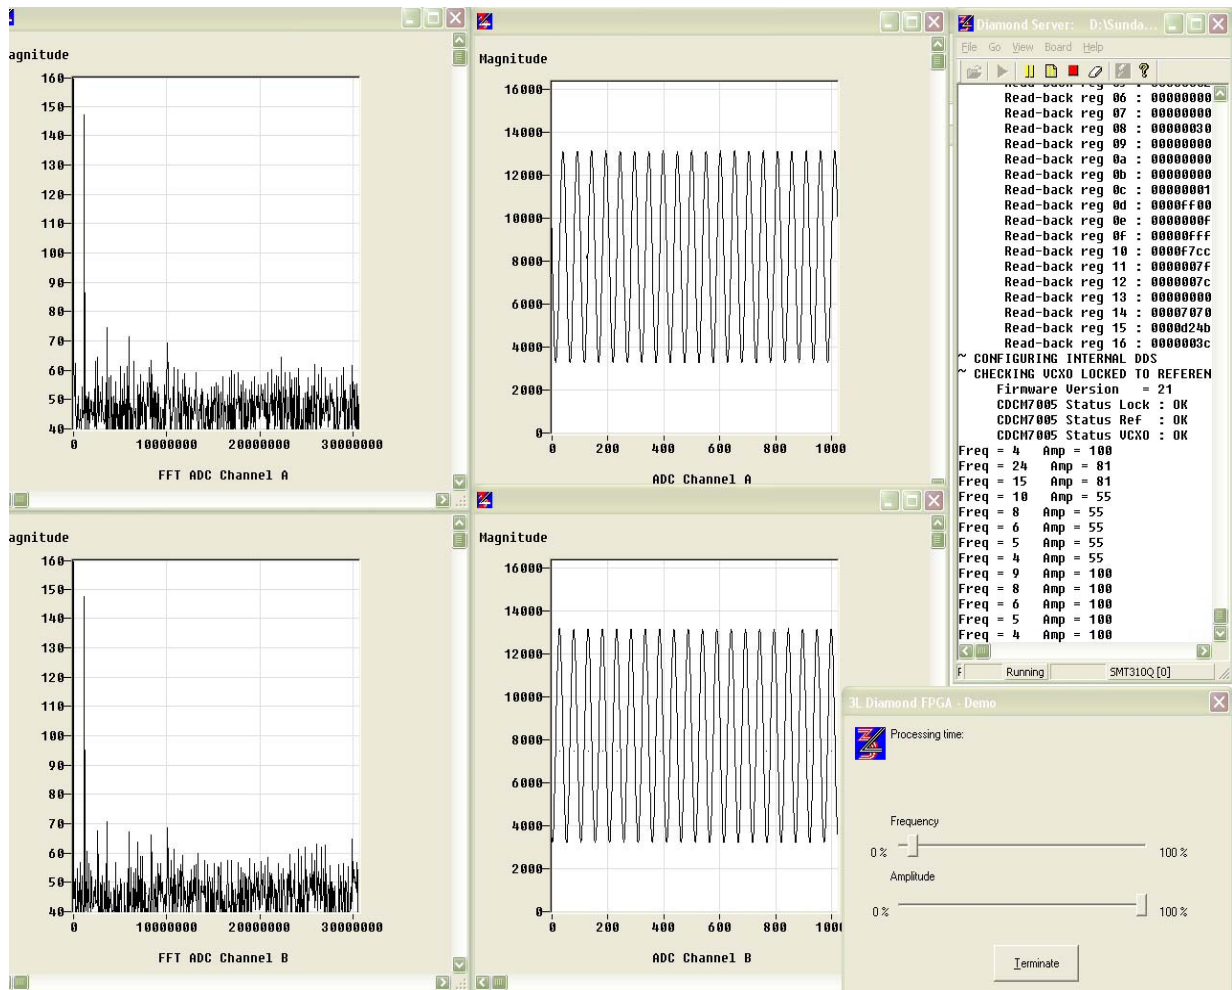 agnitude
160
150
140
130
120
110
100
90
80
70
60
50
40
0 10000000 20000000 30000000
FFT ADC Channel A
Magnitude
16000
14000
12000
10000
8000
6000
4000
2000
0
0 200 400 600 800 1000
ADC Channel A
agnitude
160
150
140
130
120
110
100
90
80
70
60
50
40
0 10000000 20000000 30000000
FFT ADC Channel B
Magnitude
16000
14000
12000
10000
8000
6000
4000
2000
0
0 200 400 600 800 100
ADC Channel B
Diamond Server: D:\Sunda...
File Go View Board Help
Read-back reg 06 : 00000000
Read-back reg 07 : 00000000
Read-back reg 08 : 00000030
Read-back reg 09 : 00000000
Read-back reg 0a : 00000000
Read-back reg 0b : 00000000
Read-back reg 0c : 00000001
Read-back reg 0d : 0000ff00
Read-back reg 0e : 0000000f
Read-back reg 0f : 00000fff
Read-back reg 10 : 0000f7cc
Read-back reg 11 : 0000007f
Read-back reg 12 : 0000007c
Read-back reg 13 : 00000000
Read-back reg 14 : 00007070
Read-back reg 15 : 0000d24b
Read-back reg 16 : 0000003c
~ CONFIGURING INTERNAL DDS
~ CHECKING VCXO LOCKED TO REFEREN
Firmware Version = 21
CDCM7005 Status Lock : OK
CDCM7005 Status Ref : OK
CDCM7005 Status VCXO : OK
Freq = 4 Amp = 100
Freq = 24 Amp = 81
Freq = 15 Amp = 81
Freq = 10 Amp = 55
Freq = 8 Amp = 55
Freq = 6 Amp = 55
Freq = 5 Amp = 55
Freq = 4 Amp = 55
Freq = 9 Amp = 100
Freq = 8 Amp = 100
Freq = 6 Amp = 100
Freq = 5 Amp = 100
Freq = 4 Amp = 100
Running SMT310Q [0]
3L Diamond FPGA - Demo
Processing time:
Frequency
0 % 100 %
Amplitude
0 % 100 %
Terminate